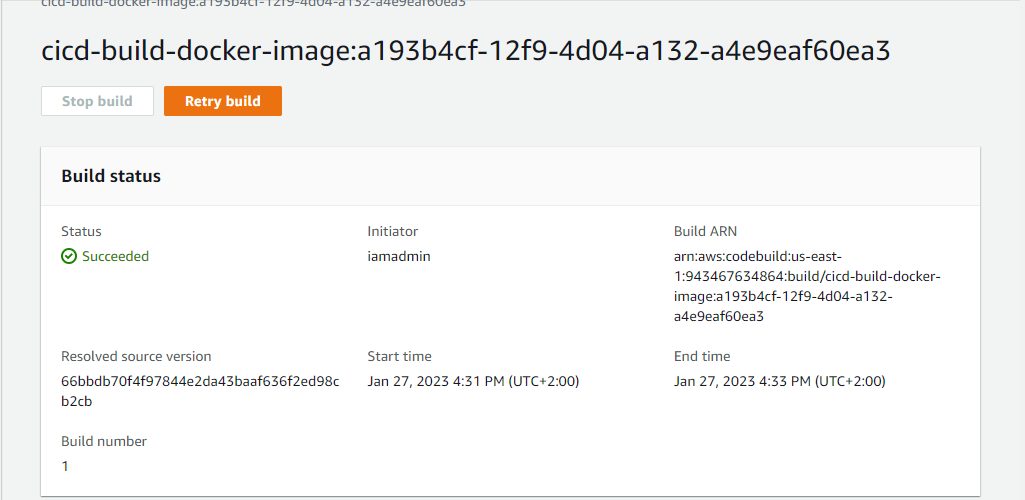 cicd-build-docker-image:a193b4cf-12f9-4d04-a132-a4e9eaf60ea3
cicd-build-docker-image:a193b4cf-12f9-4d04-a132-a4e9eaf60ea3
Stop build
Retry build
Build status
Status
Succeeded
Initiator
iamadmin
Build ARN
arn:aws:codebuild:us-east-
1:943467634864:build/cicd-build-docker-
image:a193b4cf-12f9-4d04-a132-
a4e9eaf60ea3
Resolved source version
66bbdb70f4f97844e2da43baaf636f2ed98c
b2cb
Start time
Jan 27, 2023 4:31 PM (UTC+2:00)
End time
Jan 27, 2023 4:33 PM (UTC+2:00)
Build number
1